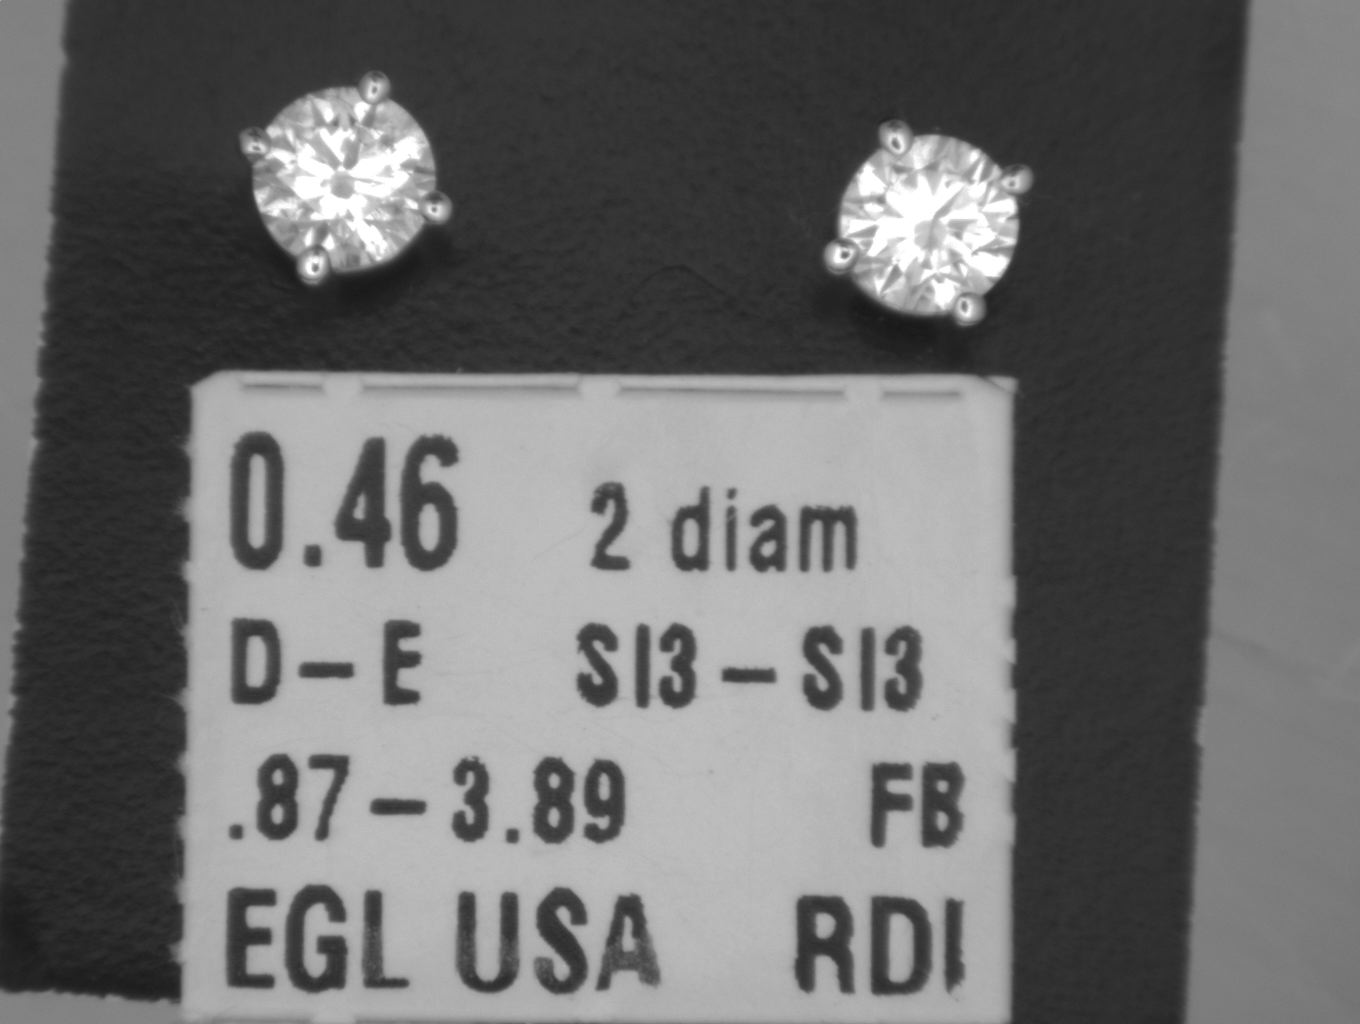 0.46 2 diam
D-E SI3-SI3
.87-3.89 FB
EGL USA RDI